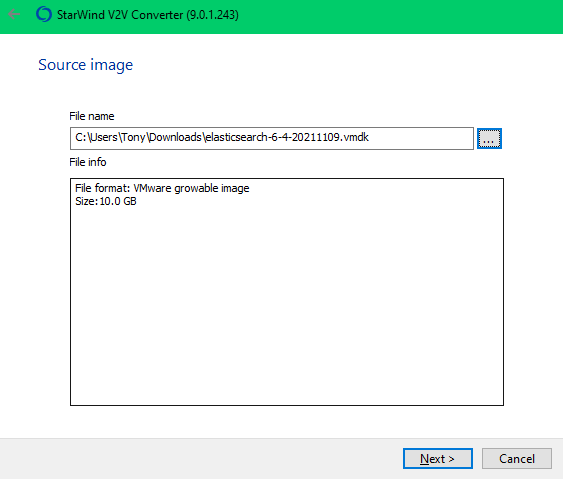 StarWind V2V Converter (9.0.1.243)
Source image
File name
C:\Users\Tony\Downloads\elasticsearch-6-4-20211109.vmdk
...
File info
File format: VMware growable image
Size:10.0 GB
Next >
Cancel